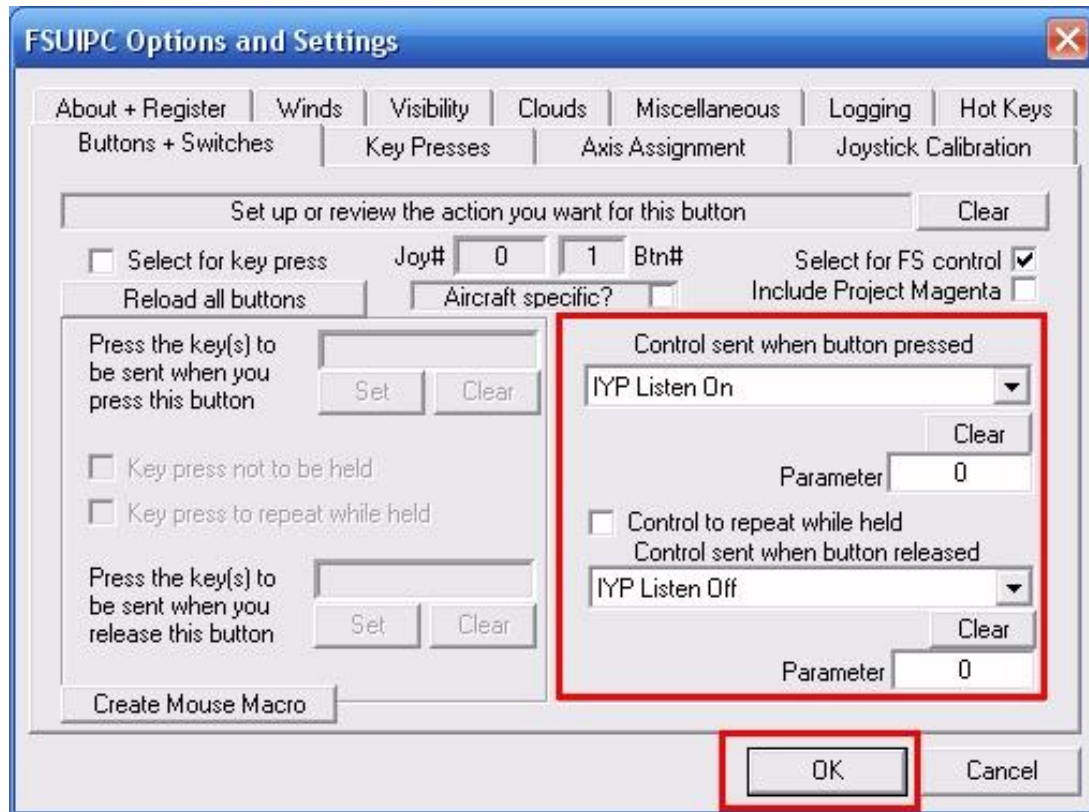 FSUIPC Options and Settings
About + Register
Winds
Visibility
Clouds
Miscellaneous
Logging
Hot Keys
Buttons + Switches
Key Presses
Axis Assignment
Joystick Calibration
Set up or review the action you want for this button
Clear
Select for key press
Joy#
0
1
Btn#
Select for FS control
Reload all buttons
Aircraft specific?
Include Project Magenta
Press the key(s) to
be sent when you
press this button
Set
Clear
Key press not to be held
Key press to repeat while held
Press the key(s) to
be sent when you
release this button
Set
Clear
Create Mouse Macro
Control sent when button pressed
IYP Listen On
Clear
Parameter
0
Control to repeat while held
Control sent when button released
IYP Listen Off
Clear
Parameter
0
OK
Cancel